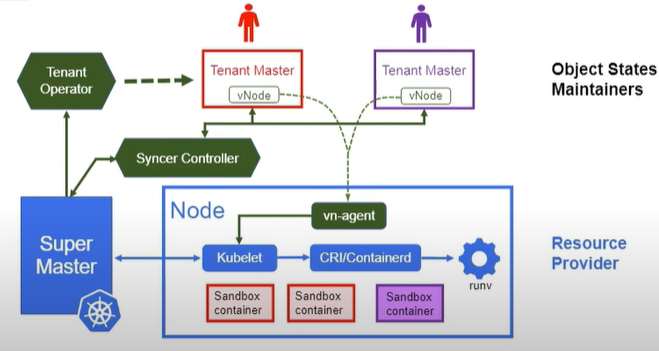 Tenant
Operator
Tenant Master
vNode
Tenant Master
vNode
Object States
Maintainers
Syncer Controller
Super
Master
Node
vn-agent
Kubelet
CRI/Containerd
runv
Resource
Provider
Sandbox
container
Sandbox
container
Sandbox
container